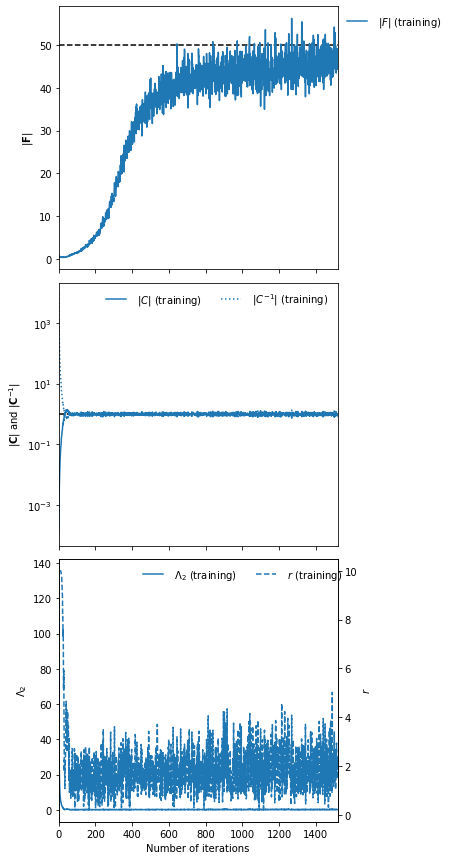 |F| (training)
50
40
30
20
10
0
|F|
|C| (training) |C⁻¹| (training)
10³
10¹
10⁻¹
10⁻³
|C| and |C⁻¹|
Λ₂ (training) r (training)
140
120
100
80
60
40
20
0
Λ₂
10
8
6
4
2
0
r
0 200 400 600 800 1000 1200 1400
Number of iterations